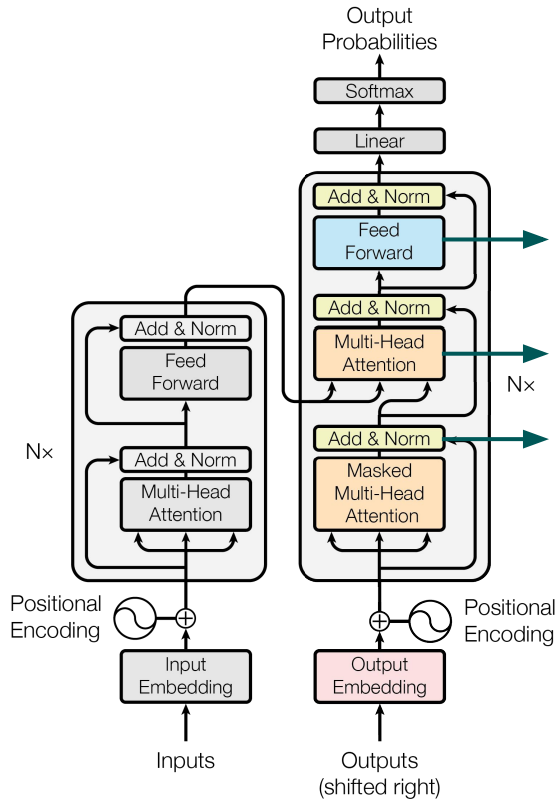 Output
Probabilities
Softmax
Linear
Add & Norm
Feed
Forward
Add & Norm
Multi-Head
Attention
N×
Add & Norm
Masked
Multi-Head
Attention
Add & Norm
Feed
Forward
N×
Add & Norm
Multi-Head
Attention
Positional
Encoding
Positional
Encoding
Input
Embedding
Output
Embedding
Inputs
Outputs
(shifted right)